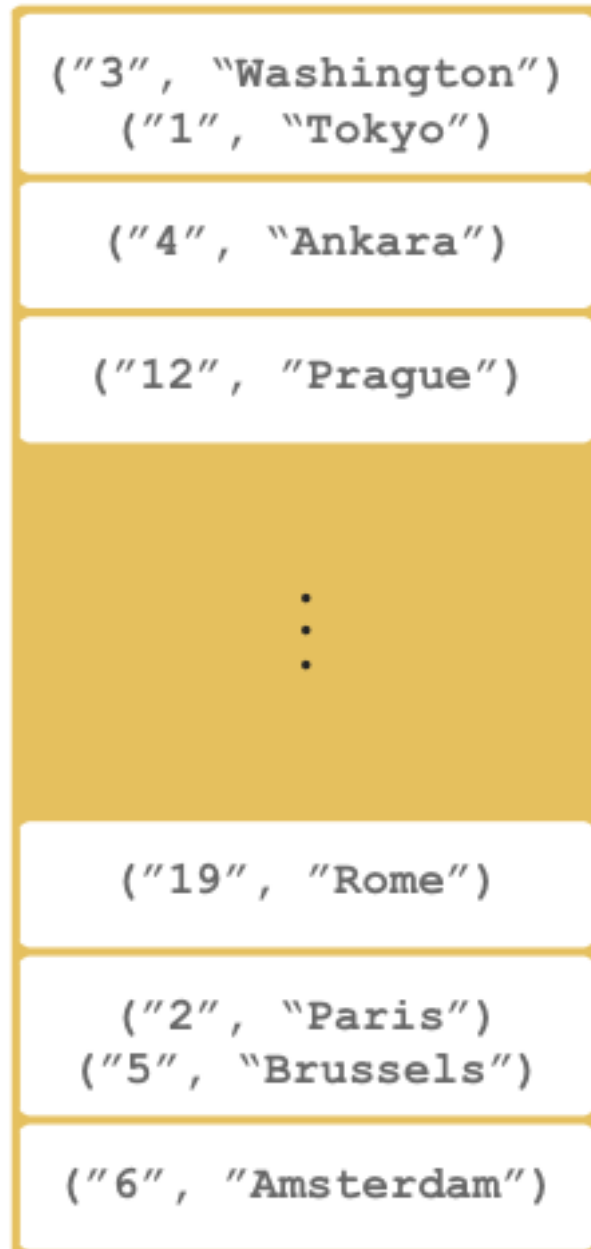 (”3”, “Washington”)
(”1”, “Tokyo”)
(”4”, “Ankara”)
(”12”, ”Prague”)
(”19”, ”Rome”)
(”2”, “Paris”)
(”5”, “Brussels”)
(”6”, ”Amsterdam”)